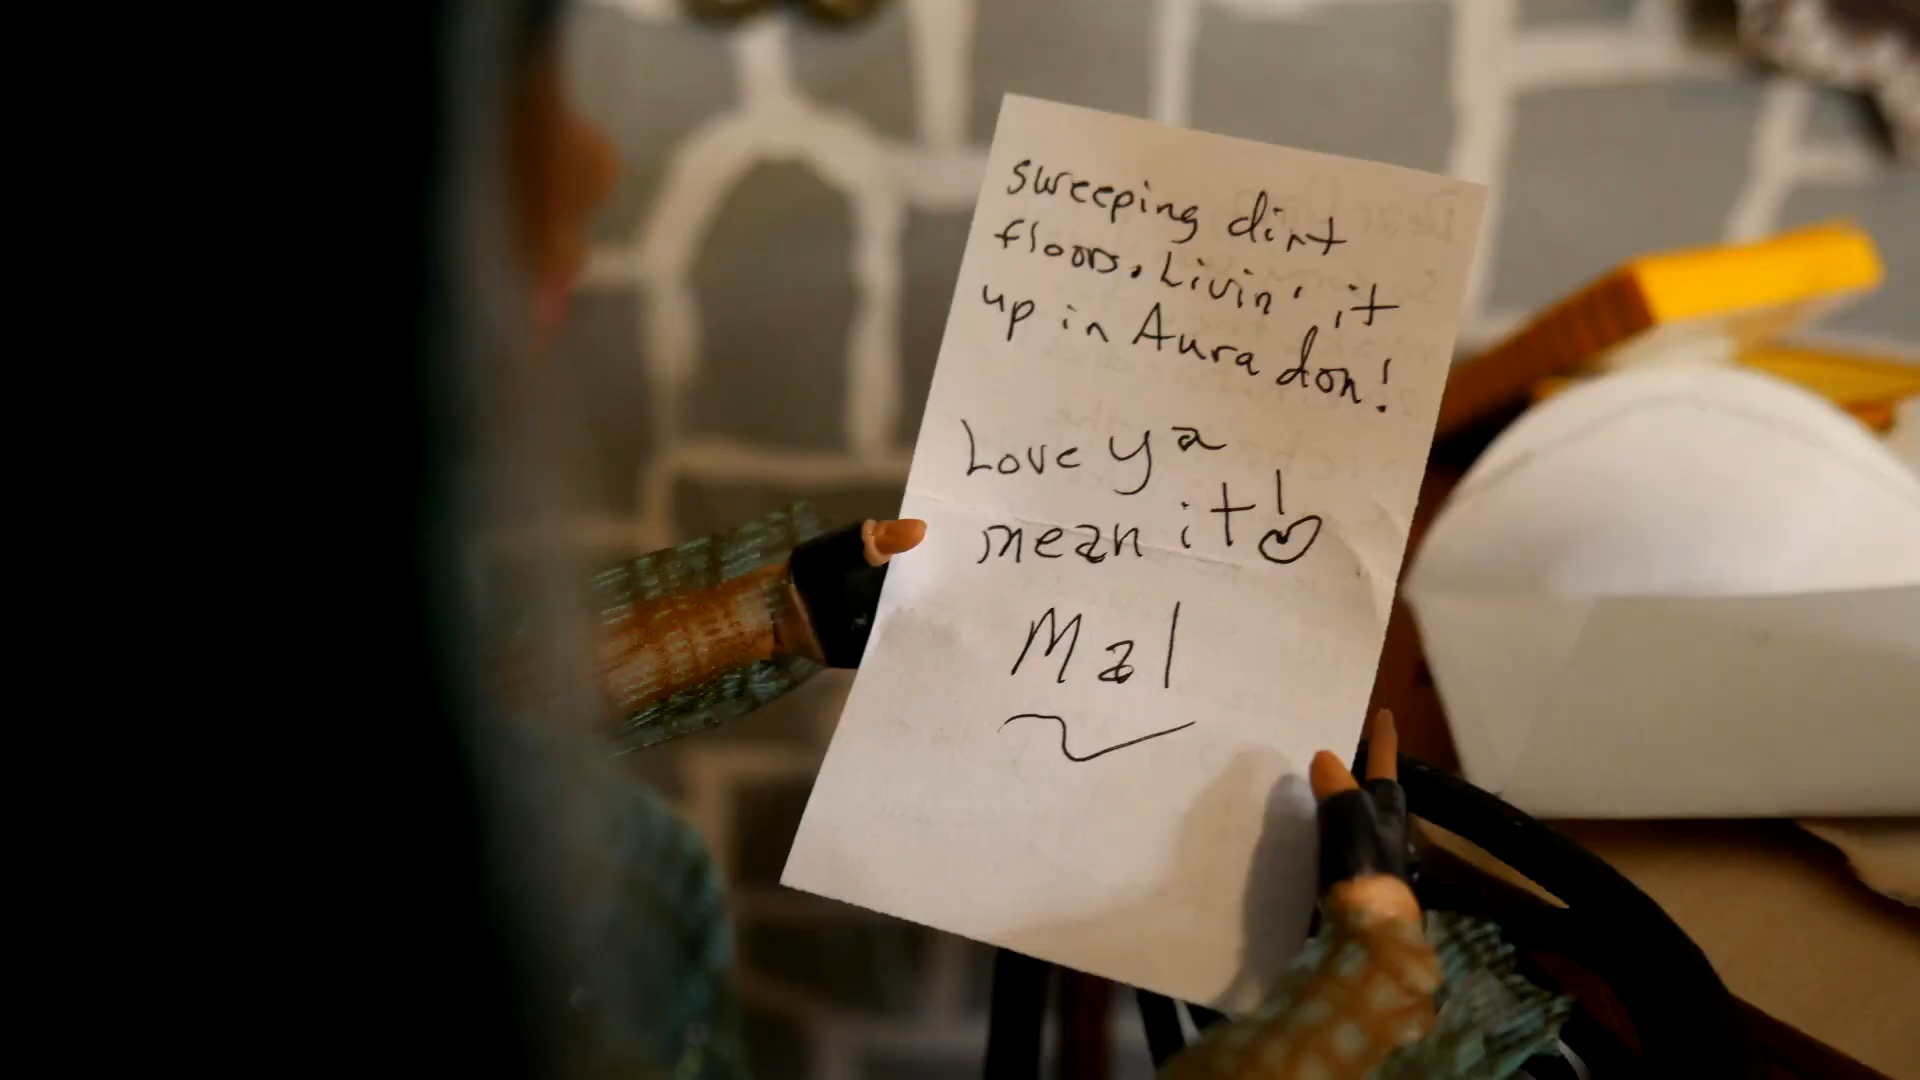 sweeping dirt
floors. Livin' it
up in Auradon!
Love ya
mean it!
Mal